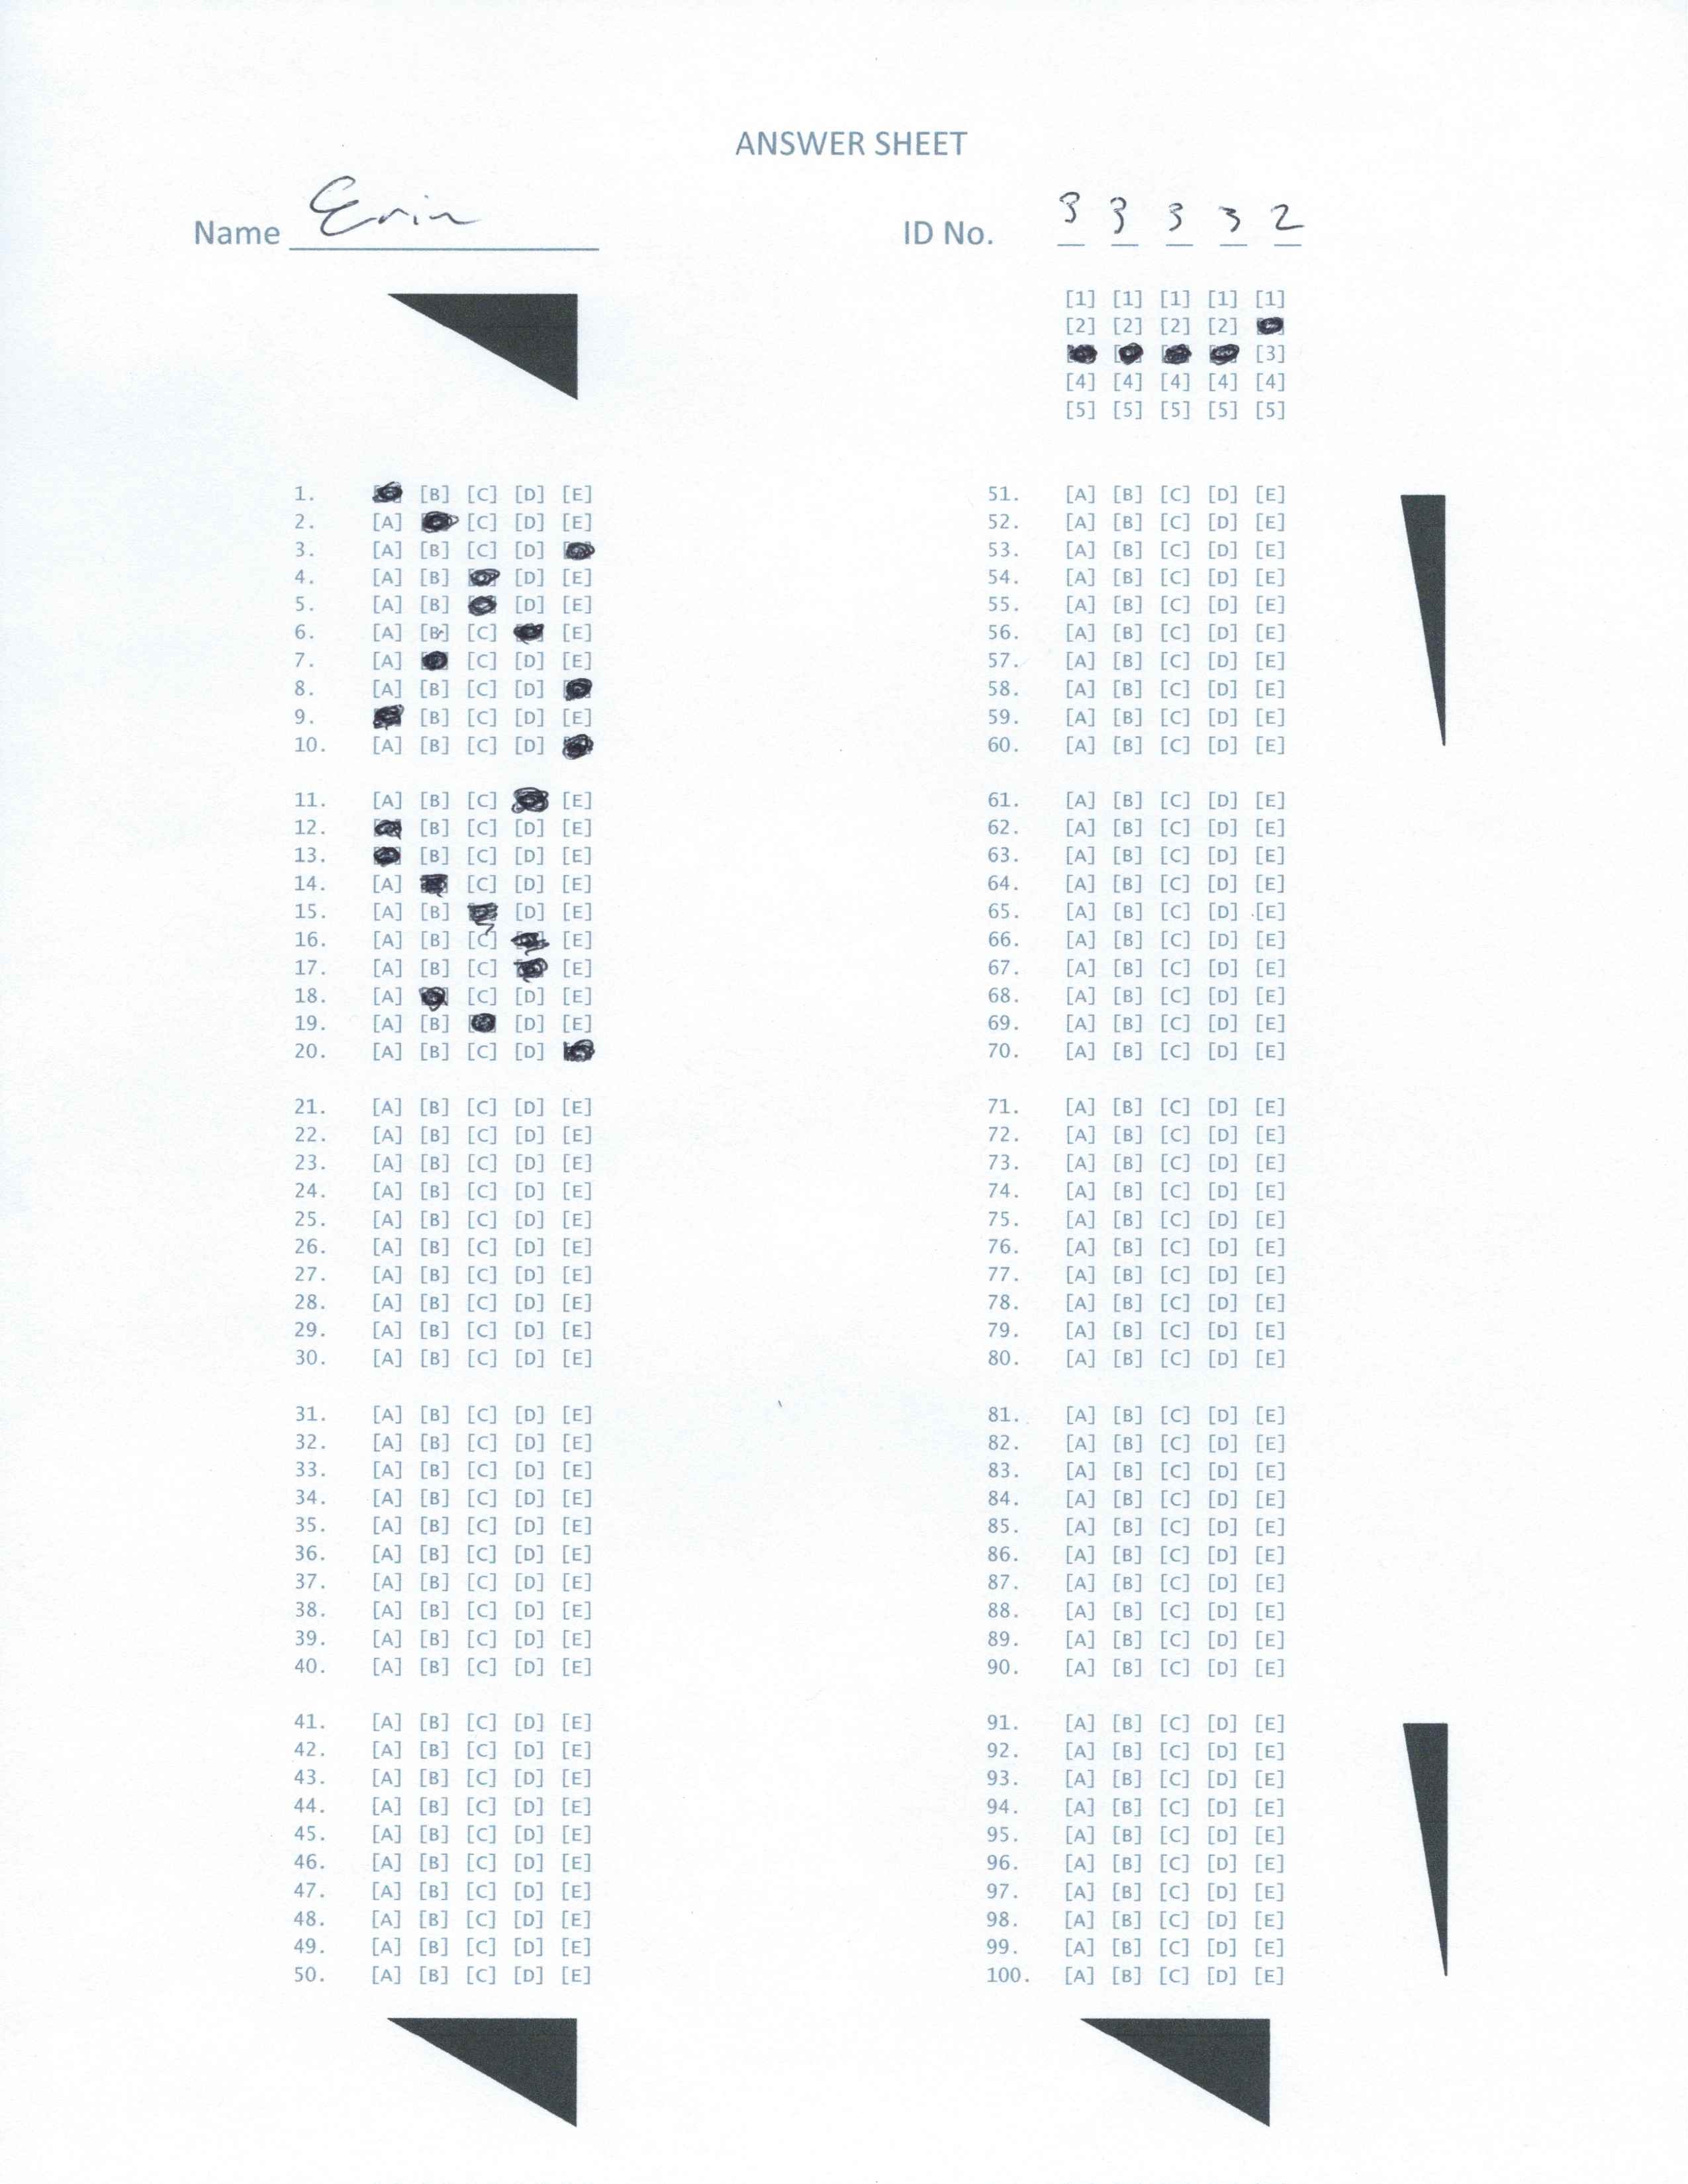 ANSWER SHEET
Name Erin
ID No. 3 3 3 3 2
[1] [1] [1] [1] [1]
[2] [2] [2] [2]
[3]
[4] [4] [4] [4] [4]
[5] [5] [5] [5] [5]
1. [B] [C] [D] [E]
2. [A] [C] [D] [E]
3. [A] [B] [C] [D]
4. [A] [B] [D] [E]
5. [A] [B] [D] [E]
6. [A] [B] [C] [E]
7. [A] [C] [D] [E]
8. [A] [B] [C] [D]
9. [B] [C] [D] [E]
10. [A] [B] [C] [D]
11. [A] [B] [C] [E]
12. [B] [C] [D] [E]
13. [B] [C] [D] [E]
14. [A] [C] [D] [E]
15. [A] [B] [D] [E]
16. [A] [B] [C] [E]
17. [A] [B] [C] [E]
18. [A] [C] [D] [E]
19. [A] [B] [D] [E]
20. [A] [B] [C] [D]
21. [A] [B] [C] [D] [E]
22. [A] [B] [C] [D] [E]
23. [A] [B] [C] [D] [E]
24. [A] [B] [C] [D] [E]
25. [A] [B] [C] [D] [E]
26. [A] [B] [C] [D] [E]
27. [A] [B] [C] [D] [E]
28. [A] [B] [C] [D] [E]
29. [A] [B] [C] [D] [E]
30. [A] [B] [C] [D] [E]
31. [A] [B] [C] [D] [E]
32. [A] [B] [C] [D] [E]
33. [A] [B] [C] [D] [E]
34. [A] [B] [C] [D] [E]
35. [A] [B] [C] [D] [E]
36. [A] [B] [C] [D] [E]
37. [A] [B] [C] [D] [E]
38. [A] [B] [C] [D] [E]
39. [A] [B] [C] [D] [E]
40. [A] [B] [C] [D] [E]
41. [A] [B] [C] [D] [E]
42. [A] [B] [C] [D] [E]
43. [A] [B] [C] [D] [E]
44. [A] [B] [C] [D] [E]
45. [A] [B] [C] [D] [E]
46. [A] [B] [C] [D] [E]
47. [A] [B] [C] [D] [E]
48. [A] [B] [C] [D] [E]
49. [A] [B] [C] [D] [E]
50. [A] [B] [C] [D] [E]
51. [A] [B] [C] [D] [E]
52. [A] [B] [C] [D] [E]
53. [A] [B] [C] [D] [E]
54. [A] [B] [C] [D] [E]
55. [A] [B] [C] [D] [E]
56. [A] [B] [C] [D] [E]
57. [A] [B] [C] [D] [E]
58. [A] [B] [C] [D] [E]
59. [A] [B] [C] [D] [E]
60. [A] [B] [C] [D] [E]
61. [A] [B] [C] [D] [E]
62. [A] [B] [C] [D] [E]
63. [A] [B] [C] [D] [E]
64. [A] [B] [C] [D] [E]
65. [A] [B] [C] [D] [E]
66. [A] [B] [C] [D] [E]
67. [A] [B] [C] [D] [E]
68. [A] [B] [C] [D] [E]
69. [A] [B] [C] [D] [E]
70. [A] [B] [C] [D] [E]
71. [A] [B] [C] [D] [E]
72. [A] [B] [C] [D] [E]
73. [A] [B] [C] [D] [E]
74. [A] [B] [C] [D] [E]
75. [A] [B] [C] [D] [E]
76. [A] [B] [C] [D] [E]
77. [A] [B] [C] [D] [E]
78. [A] [B] [C] [D] [E]
79. [A] [B] [C] [D] [E]
80. [A] [B] [C] [D] [E]
81. [A] [B] [C] [D] [E]
82. [A] [B] [C] [D] [E]
83. [A] [B] [C] [D] [E]
84. [A] [B] [C] [D] [E]
85. [A] [B] [C] [D] [E]
86. [A] [B] [C] [D] [E]
87. [A] [B] [C] [D] [E]
88. [A] [B] [C] [D] [E]
89. [A] [B] [C] [D] [E]
90. [A] [B] [C] [D] [E]
91. [A] [B] [C] [D] [E]
92. [A] [B] [C] [D] [E]
93. [A] [B] [C] [D] [E]
94. [A] [B] [C] [D] [E]
95. [A] [B] [C] [D] [E]
96. [A] [B] [C] [D] [E]
97. [A] [B] [C] [D] [E]
98. [A] [B] [C] [D] [E]
99. [A] [B] [C] [D] [E]
100. [A] [B] [C] [D] [E]